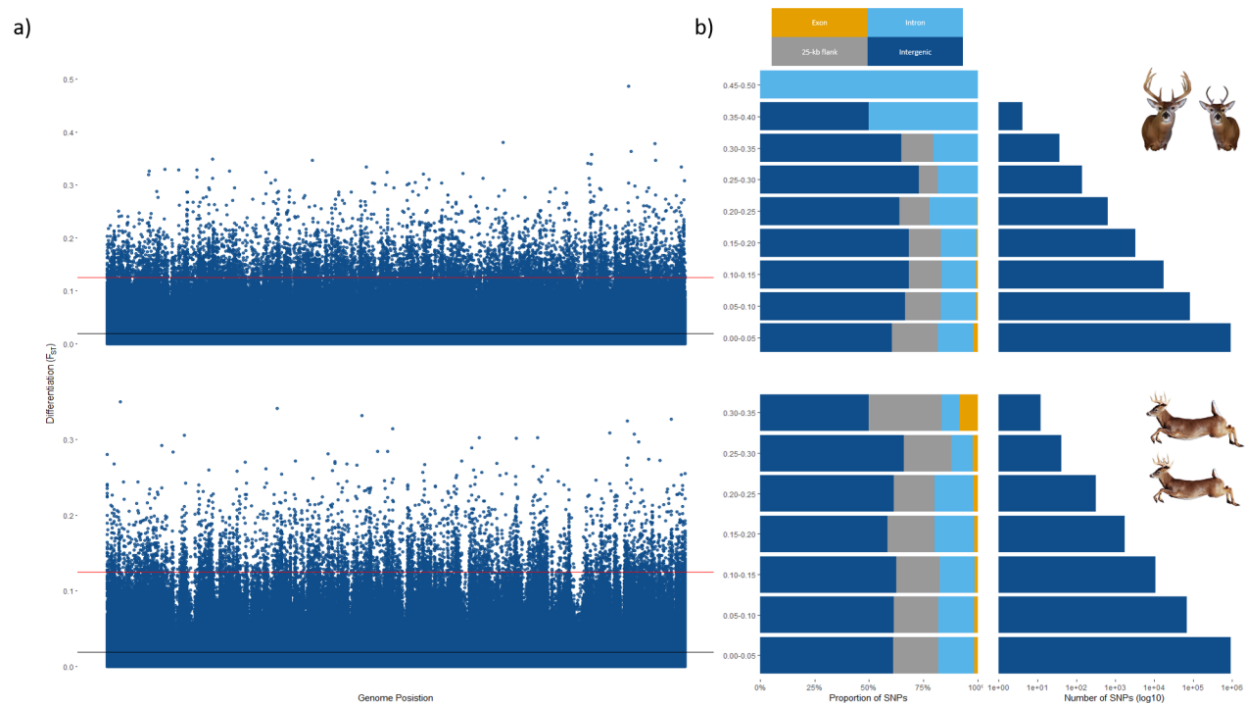 a)
0.5
0.4
0.3
0.2
0.1
0.0
0.3
0.2
0.1
0.0
Differentiation (FST)
Genome Posistion
b)
Exon Intron
25-kb flank Intergenic
0.45-0.50
0.35-0.40
0.30-0.35
0.25-0.30
0.20-0.25
0.15-0.20
0.10-0.15
0.05-0.10
0.00-0.05
0.30-0.35
0.25-0.30
0.20-0.25
0.15-0.20
0.10-0.15
0.05-0.10
0.00-0.05
0% 25% 50% 75% 100%
Proportion of SNPs
1e+00 1e+01 1e+02 1e+03 1e+04 1e+05 1e+06
Number of SNPs (log10)